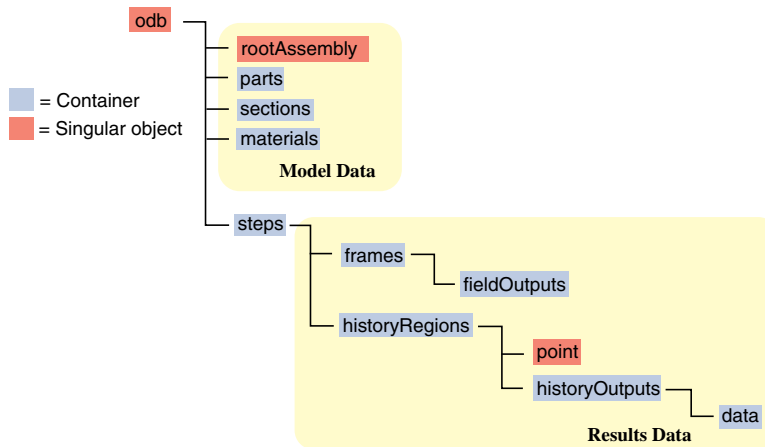 odb
rootAssembly
parts
= Container
sections
= Singular object
materials
Model Data
steps
frames
fieldOutputs
historyRegions
point
historyOutputs
data
Results Data